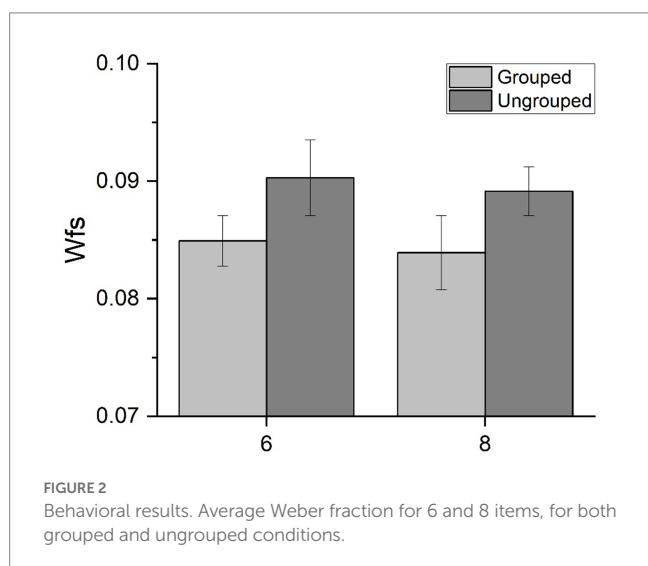 0.10
0.09
0.08
0.07
Wfs
Grouped
Ungrouped
6 8
FIGURE 2
Behavioral results. Average Weber fraction for 6 and 8 items, for both
grouped and ungrouped conditions.